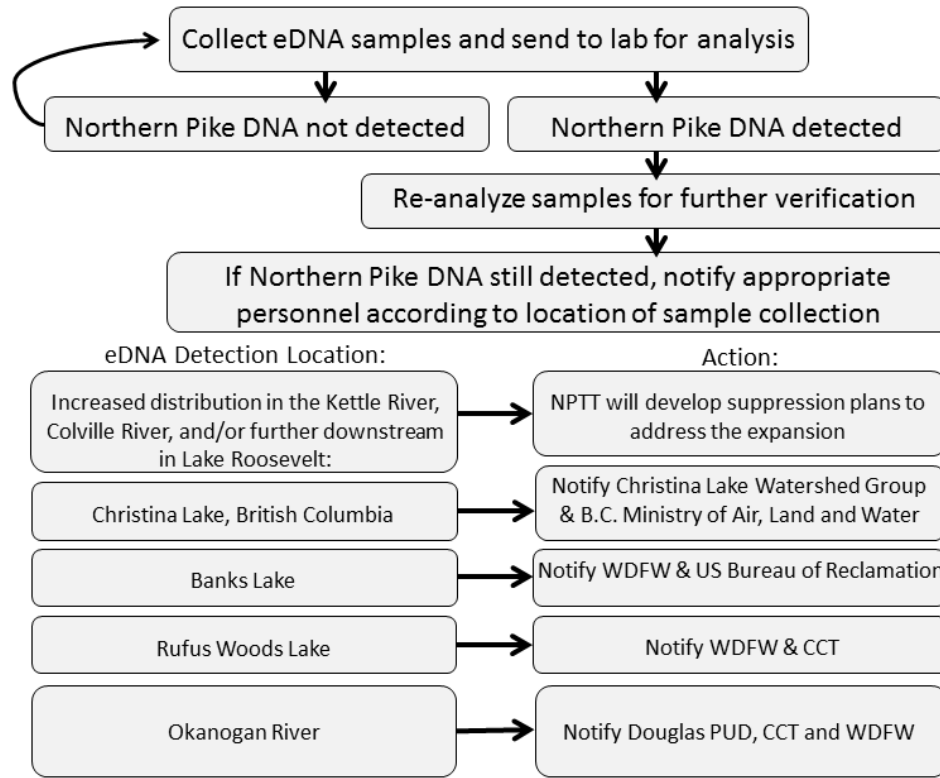 Collect eDNA samples and send to lab for analysis
Northern Pike DNA not detected
Northern Pike DNA detected
Re-analyze samples for further verification
If Northern Pike DNA still detected, notify appropriate
personnel according to location of sample collection
eDNA Detection Location:
Action:
Increased distribution in the Kettle River,
Colville River, and/or further downstream
in Lake Roosevelt:
NPTT will develop suppression plans to
address the expansion
Christina Lake, British Columbia
Notify Christina Lake Watershed Group
& B.C. Ministry of Air, Land and Water
Banks Lake
Notify WDFW & US Bureau of Reclamation
Rufus Woods Lake
Notify WDFW & CCT
Okanogan River
Notify Douglas PUD, CCT and WDFW